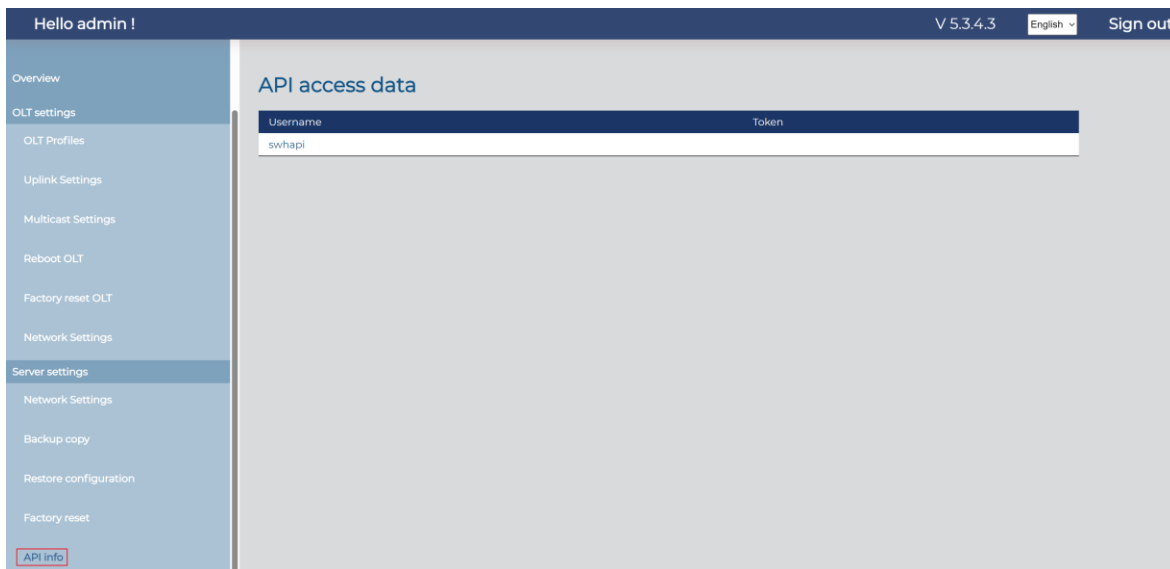 Hello admin ! V 5.3.4.3 English Sign out
Overview
API access data
OLT settings
Username Token
OLT Profiles
swhapi
Uplink Settings
Multicast Settings
Reboot OLT
Factory reset OLT
Network Settings
Server settings
Network Settings
Backup copy
Restore configuration
Factory reset
API info